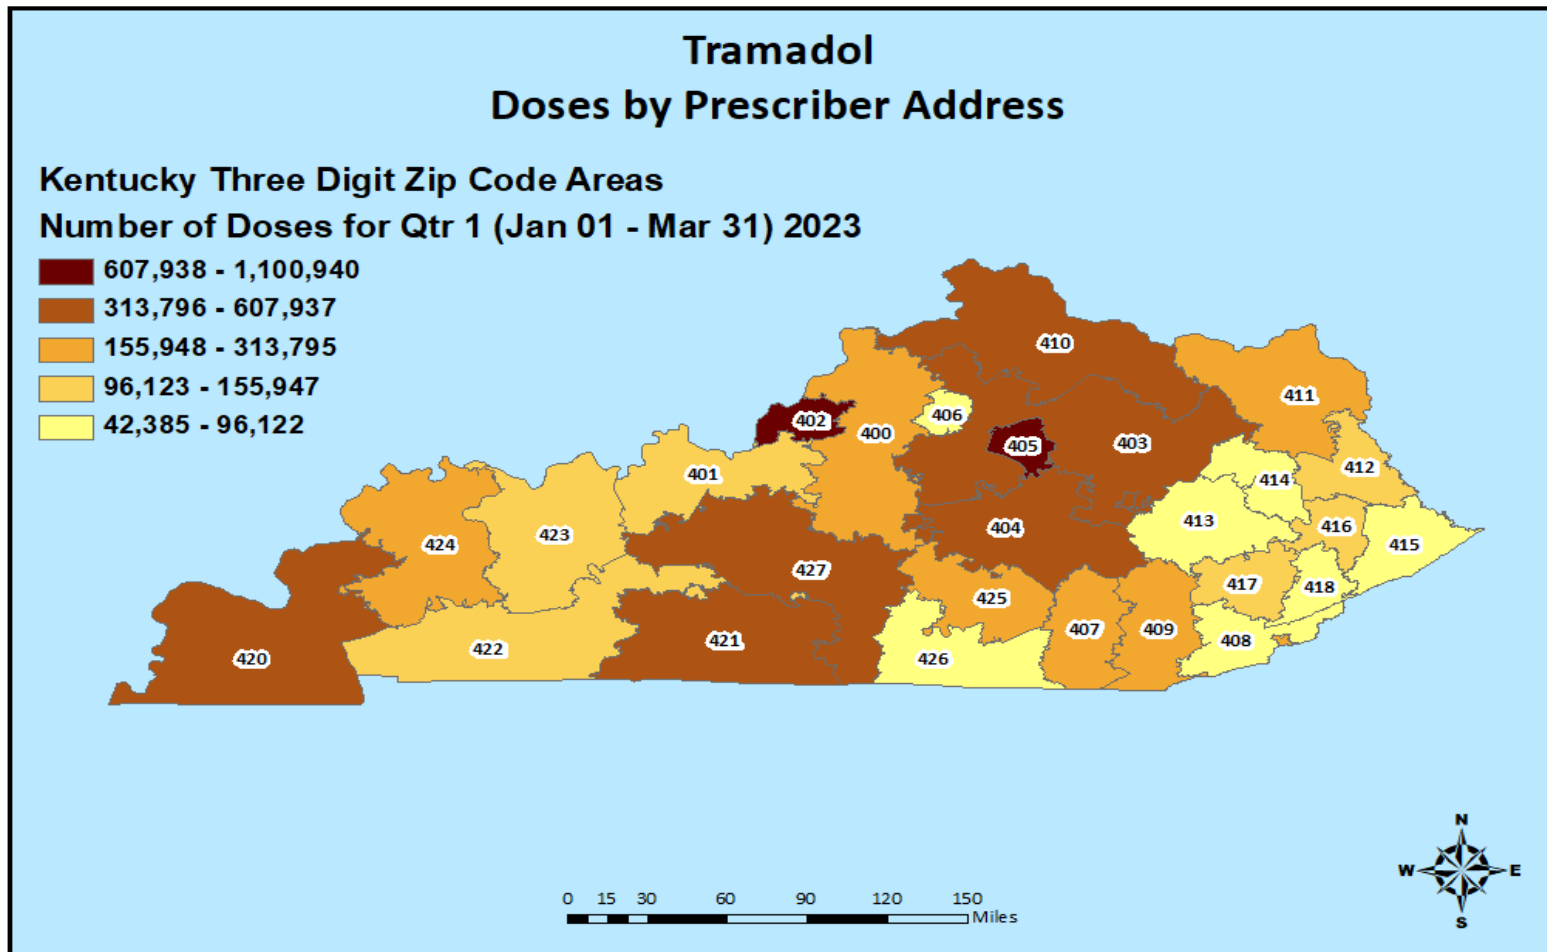 Tramadol
Doses by Prescriber Address
Kentucky Three Digit Zip Code Areas
Number of Doses for Qtr 1 (Jan 01 - Mar 31) 2023
607,938 - 1,100,940
313,796 - 607,937
155,948 - 313,795
96,123 - 155,947
42,385 - 96,122
410
411
406
402
400
405
403
401
412
414
413
416
415
404
423
424
427
417
418
425
407
409
408
421
422
426
420
N
W E
S
0 15 30 60 90 120 150
Miles